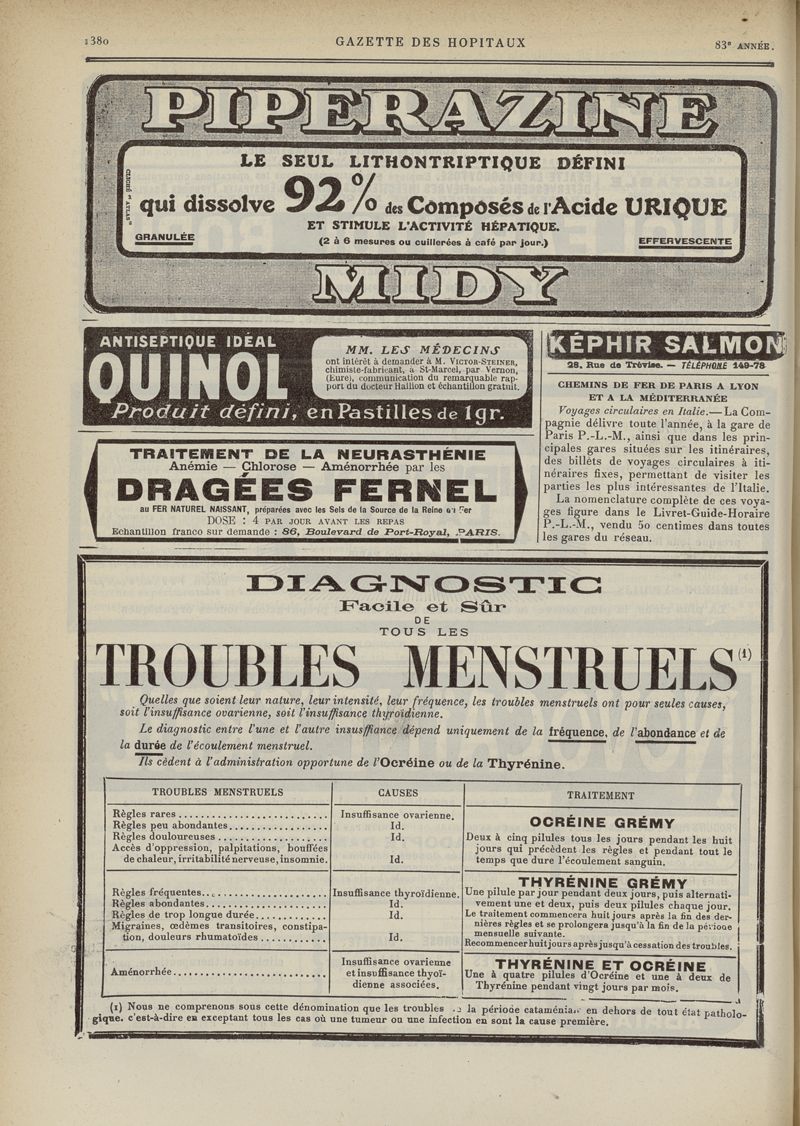 1380
GAZETTE DES HOPITAUX
83e ANNÉE.
PIPERAZINE
LE SEUL LITHONTRIPTIQUE DÉFINI
qui dissolve 92% des Composés de l'Acide URIQUE
ET STIMULE L'ACTIVITÉ HÉPATIQUE.
GRANULÉE
(2 à 6 mesures ou cuillerées à café par jour.)
EFFERVESCENTE
MIDY
ANTISEPTIQUE IDÉAL
QUINOL
MM. LES MÉDECINS
ont intérêt à demander à M. VICTOR-STEINER,
chimiste-fabricant, à St-Marcel, par Vernon,
(Eure), communication du remarquable rap-
port du docteur Hallion et échantillon gratuit.
Produit défini, en Pastilles de 1gr.
TRAITEMENT DE LA NEURASTHÉNIE
Anémie — Chlorose — Aménorrhée par les
DRAGÉES FERNEL
au FER NATUREL NAISSANT, préparées avec les Sels de la Source de la Reine du Fer
DOSE : 4 PAR JOUR AVANT LES REPAS
Echantillon franco sur demande : 86, Boulevard de Port-Royal, PARIS.
KÉPHIR SALMON
28, Rue de Trévise. — TÉLÉPHONE 149-78
CHEMINS DE FER DE PARIS A LYON
ET A LA MÉDITERRANÉE
Voyages circulaires en Italie.— La Com-
pagnie délivre toute l'année, à la gare de
Paris P.-L.-M., ainsi que dans les prin-
cipales gares situées sur les itinéraires,
des billets de voyages circulaires à iti-
néraires fixes, permettant de visiter les
parties les plus intéressantes de l'Italie.
La nomenclature complète de ces voya-
ges figure dans le Livret-Guide-Horaire
P.-L.-M., vendu 50 centimes dans toutes
les gares du réseau.
DIAGNOSTIC
Facile et Sûr
DE
TOUS LES
TROUBLES MENSTRUELS (1)
Quelles que soient leur nature, leur intensité, leur fréquence, les troubles menstruels ont pour seules causes,
soit l'insuffisance ovarienne, soit l'insuffisance thyroïdienne.
Le diagnostic entre l'une et l'autre insusffiance dépend uniquement de la fréquence, de l'abondance et de
la durée de l'écoulement menstruel.
Ils cèdent à l'administration opportune de l'Ocréine ou de la Thyrénine.
TROUBLES MENSTRUELS
CAUSES
TRAITEMENT
Règles rares
Insuffisance ovarienne.
Règles peu abondantes
Id.
Règles douloureuses
Id.
Accès d'oppression, palpitations, bouffées
de chaleur, irritabilité nerveuse, insomnie.
Id.
OCRÉINE GRÉMY
Deux à cinq pilules tous les jours pendant les huit
jours qui précèdent les règles et pendant tout le
temps que dure l'écoulement sanguin.
Règles fréquentes
Insuffisance thyroïdienne.
Règles abondantes
Id.
Règles de trop longue durée
Id.
Migraines, œdèmes transitoires, constipa-
tion, douleurs rhumatoïdes
Id.
THYRÉNINE GRÉMY
Une pilule par jour pendant deux jours, puis alternati-
vement une et deux, puis deux pilules chaque jour.
Le traitement commencera huit jours après la fin des der-
nières règles et se prolongera jusqu'à la fin de la période
mensuelle suivante.
Recommencer huit jours après jusqu'à cessation des troubles.
Aménorrhée
Insuffisance ovarienne
et insuffisance thyoï-
dienne associées.
THYRÉNINE ET OCRÉINE
Une à quatre pilules d'Ocréine et une à deux de
Thyrénine pendant vingt jours par mois.
(1) Nous ne comprenons sous cette dénomination que les troubles de la période cataméniale en dehors de tout état patholo-
gique, c'est-à-dire en exceptant tous les cas où une tumeur ou une infection en sont la cause première.